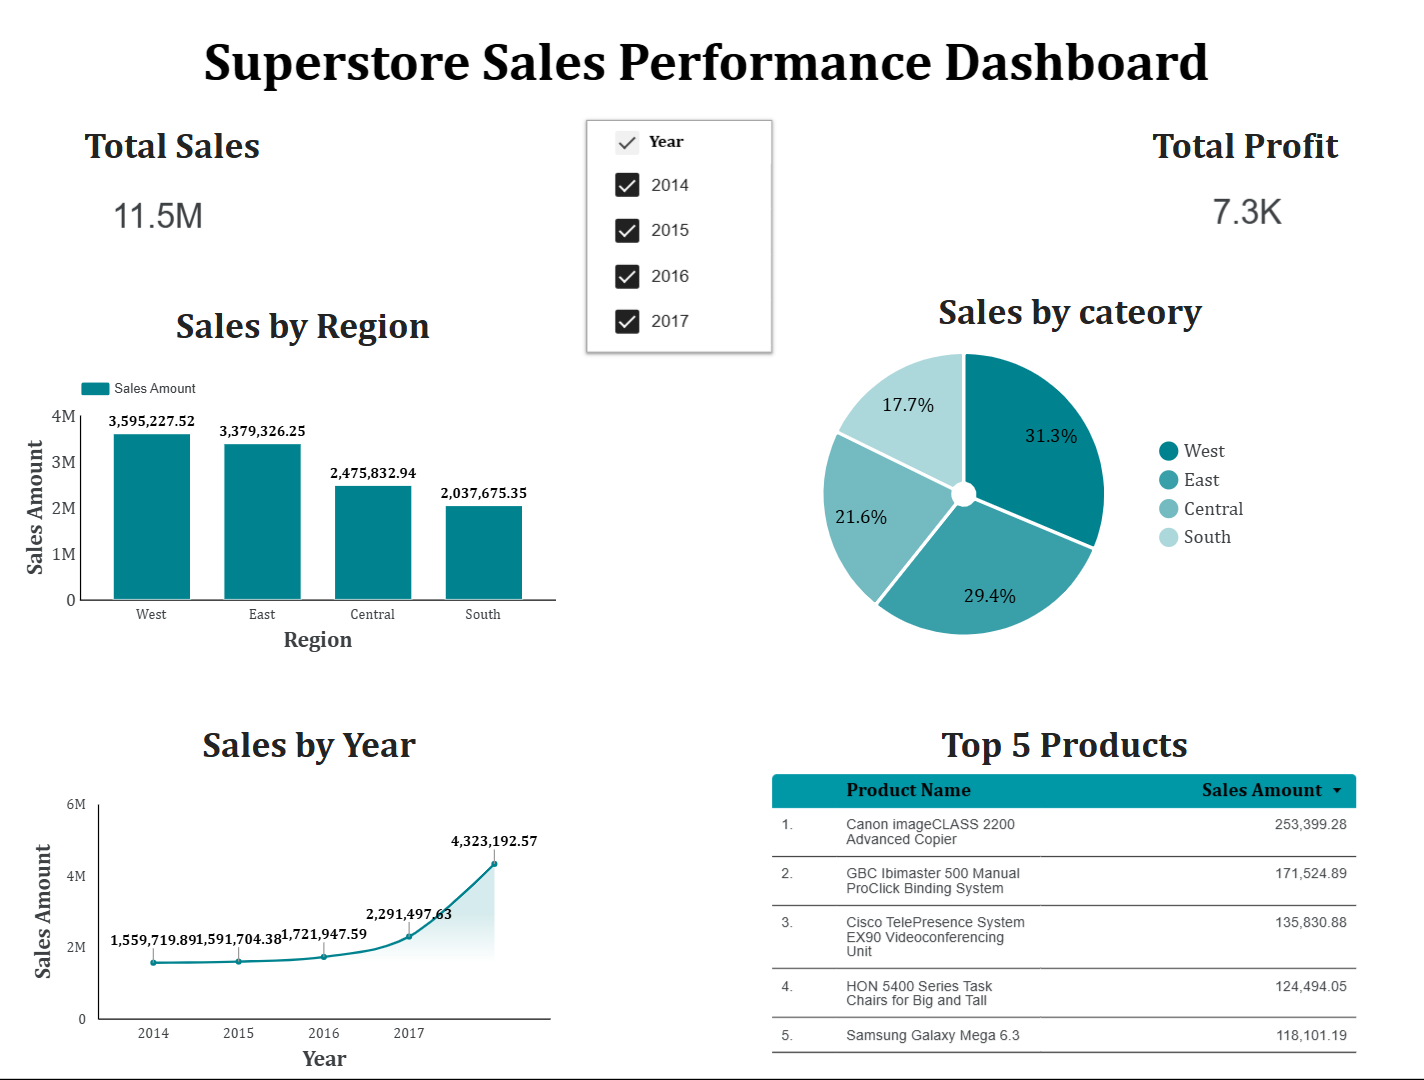 Superstore Sales Performance Dashboard
Total Sales
11.5M
Year
2014
2015
2016
2017
Total Profit
7.3K
Sales by Region
Sales Amount
Sales Amount
4M
3M
2M
1M
0
3,595,227.52
3,379,326.25
2,475,832.94
2,037,675.35
West
East
Central
South
Region
Sales by cateory
31.3%
29.4%
21.6%
17.7%
West
East
Central
South
Sales by Year
Sales Amount
6M
4M
2M
0
1,559,719.89
1,591,704.38
1,721,947.59
2,291,497.63
4,323,192.57
2014
2015
2016
2017
Year
Top 5 Products
Product Name Sales Amount
1. Canon imageCLASS 2200 253,399.28
Advanced Copier
2. GBC Ibimaster 500 Manual 171,524.89
ProClick Binding System
3. Cisco TelePresence System 135,830.88
EX90 Videoconferencing
Unit
4. HON 5400 Series Task 124,494.05
Chairs for Big and Tall
5. Samsung Galaxy Mega 6.3 118,101.19